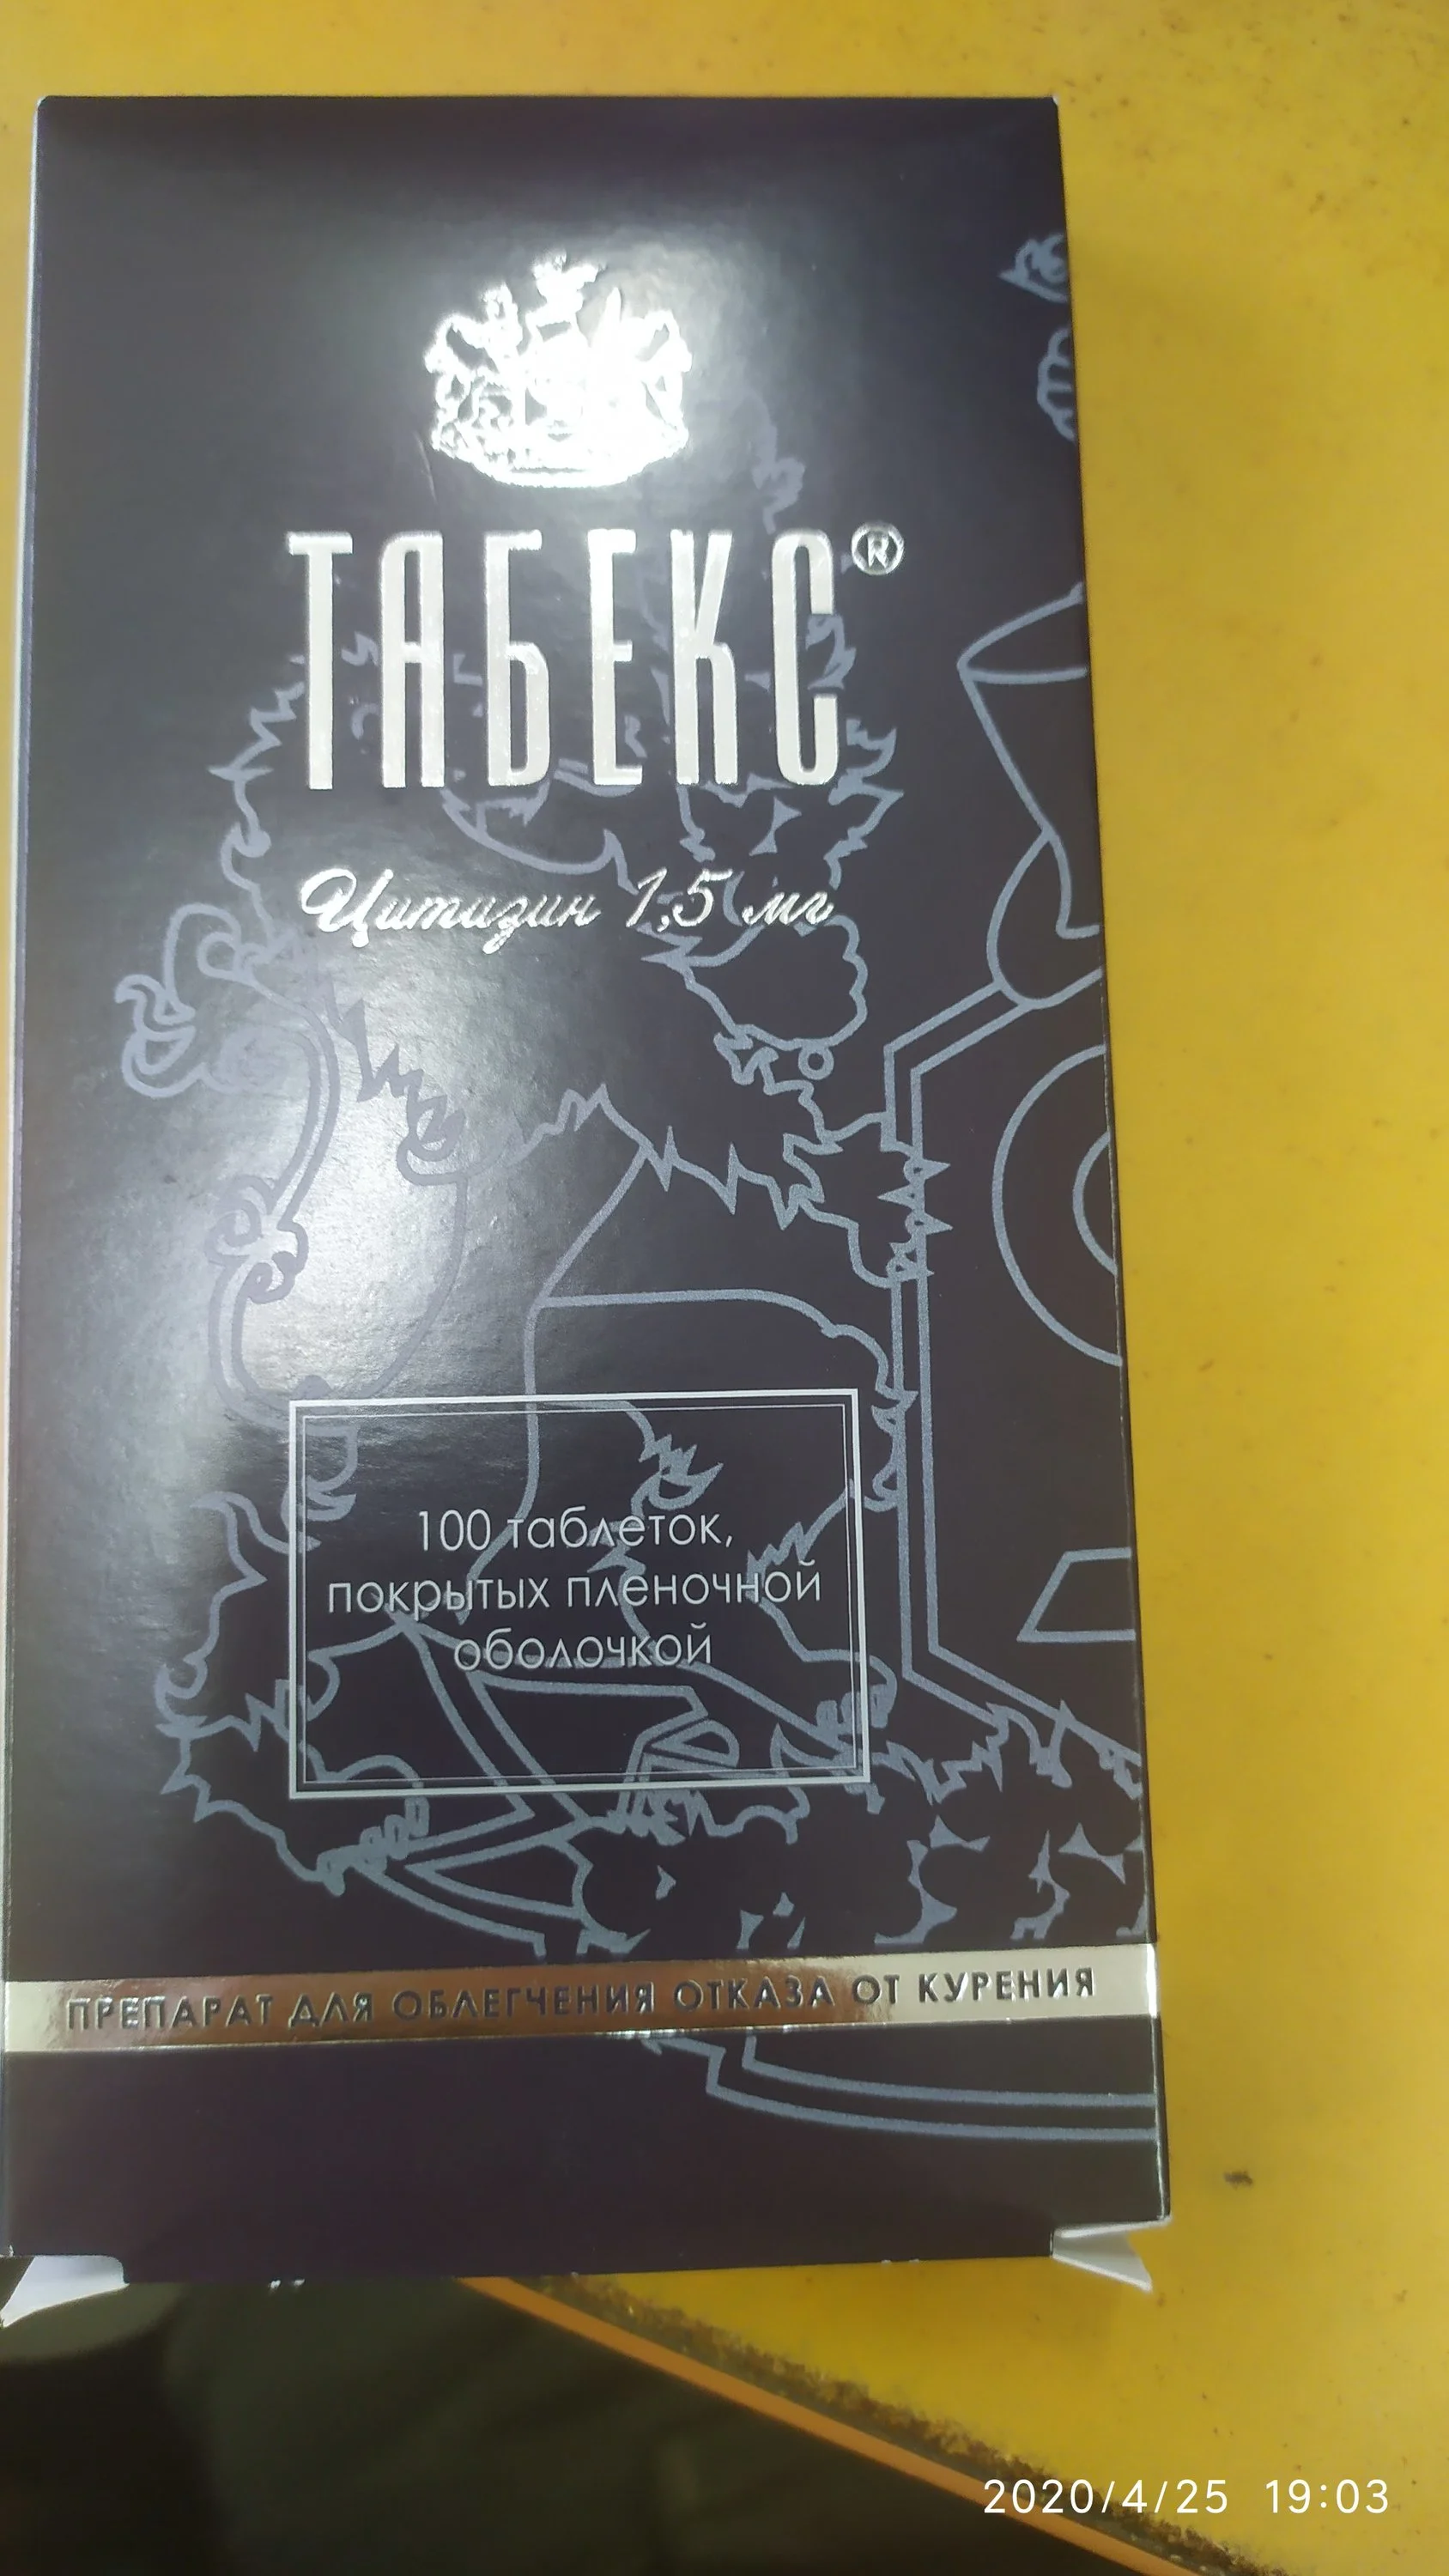 ТАБЕКС®
Цитизин 1,5 мг
100 таблеток,
покрытых пленочной
оболочкой
ПРЕПАРАТ ДЛЯ ОБЛЕГЧЕНИЯ ОТКАЗА ОТ КУРЕНИЯ
2020/4/25 19:03